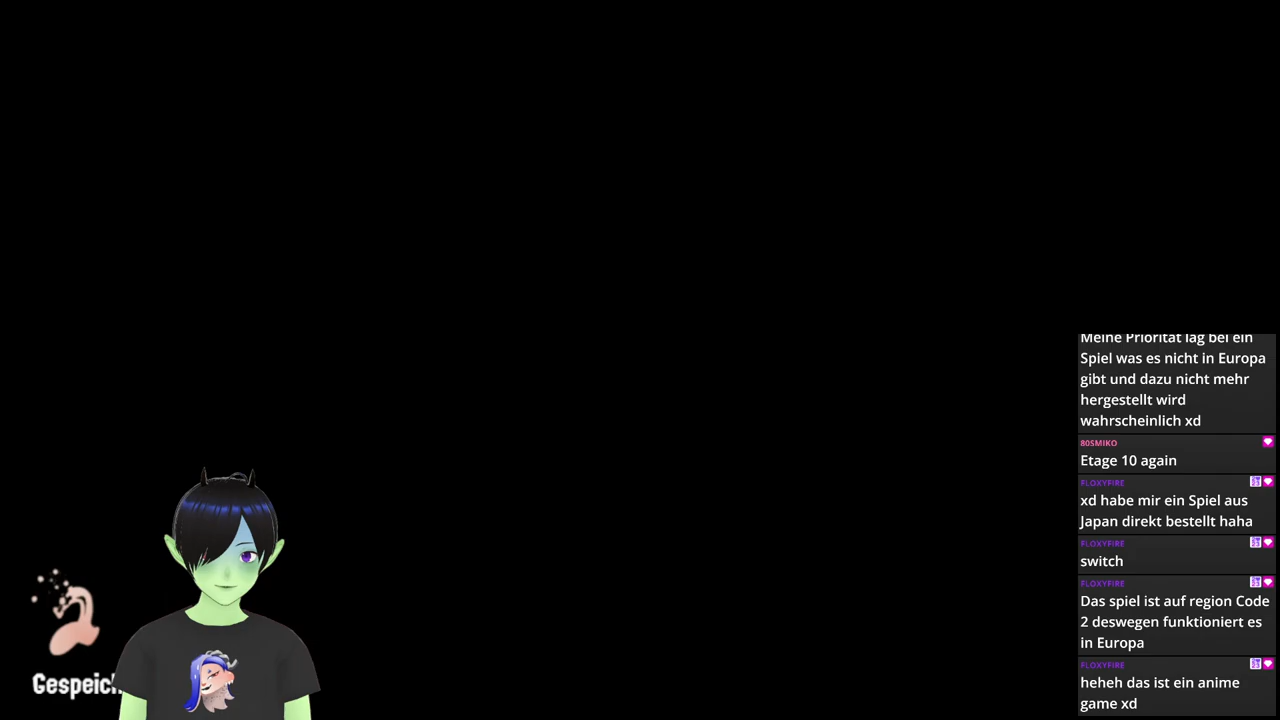 Meine Priorität lag bei ein
Spiel was es nicht in Europa
gibt und dazu nicht mehr
hergestellt wird
wahrscheinlich xd
80SMIKO
Etage 10 again
FLOXYFIRE
xd habe mir ein Spiel aus
Japan direkt bestellt haha
FLOXYFIRE
switch
FLOXYFIRE
Das spiel ist auf region Code
2 deswegen funktioniert es
in Europa
FLOXYFIRE
heheh das ist ein anime
game xd
Gespeich